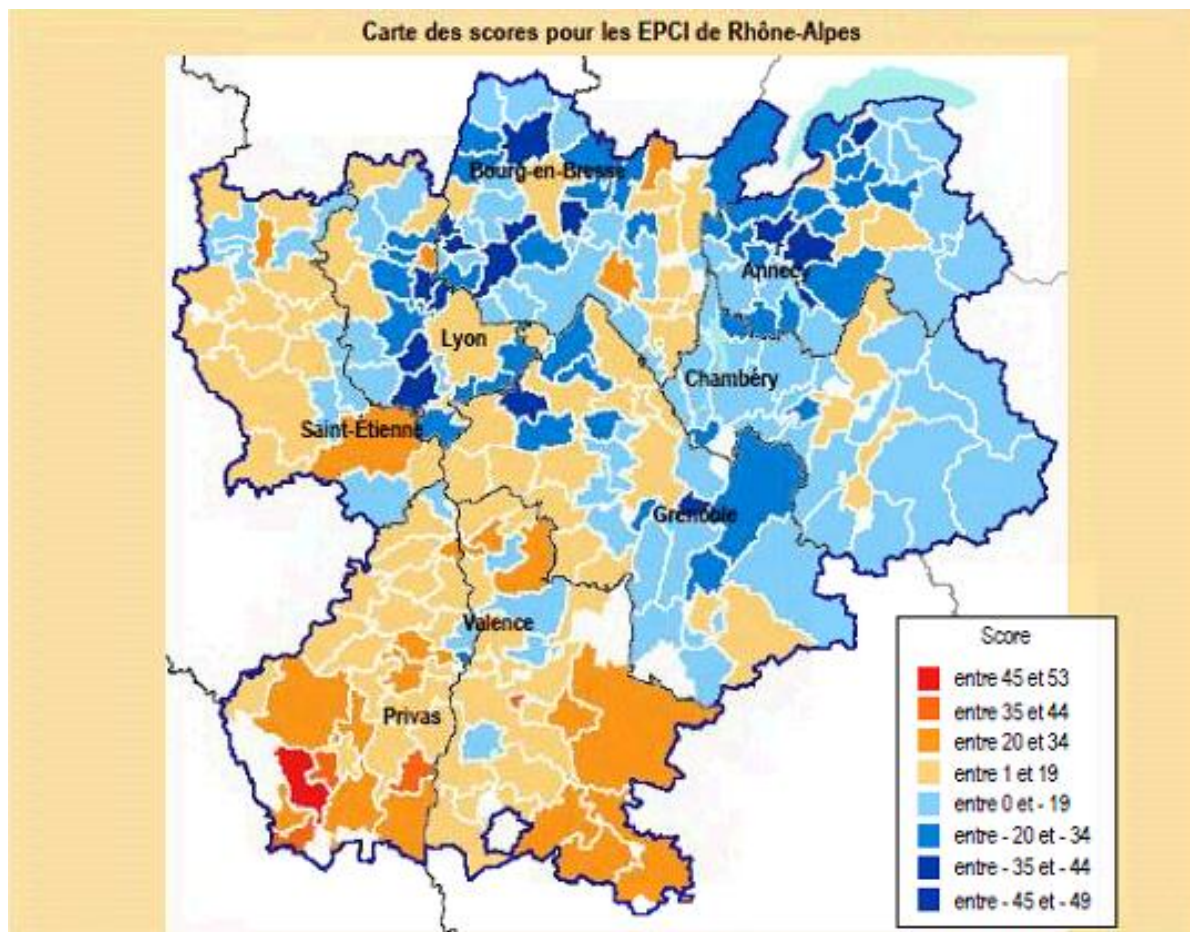 Carte des scores pour les EPCI de Rhône-Alpes
Bourg-en-Bresse
Annecy
Lyon
Chambéry
Saint-Étienne
Grenoble
Valence
Privas
Score
entre 45 et 53
entre 35 et 44
entre 20 et 34
entre 1 et 19
entre 0 et - 19
entre - 20 et - 34
entre - 35 et - 44
entre - 45 et - 49